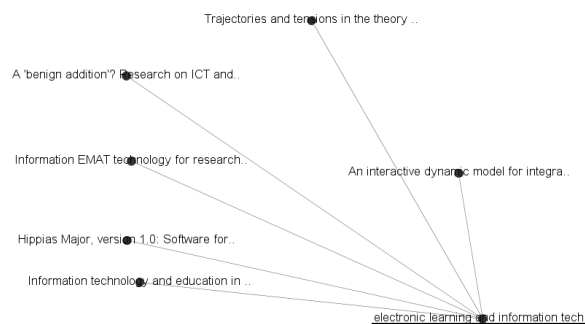 Trajectories and tensions in the theory ..
A 'benign addition'? Research on ICT and..
Information EMAT technology for research..
An interactive dynamic model for integra..
Hippias Major, version 1.0: Software for..
Information technology and education in ..
electronic learning and information tech